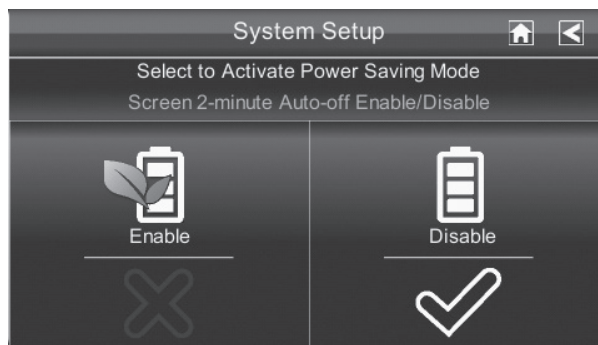 System Setup
Select to Activate Power Saving Mode
Screen 2-minute Auto-off Enable/Disable
Enable
Disable